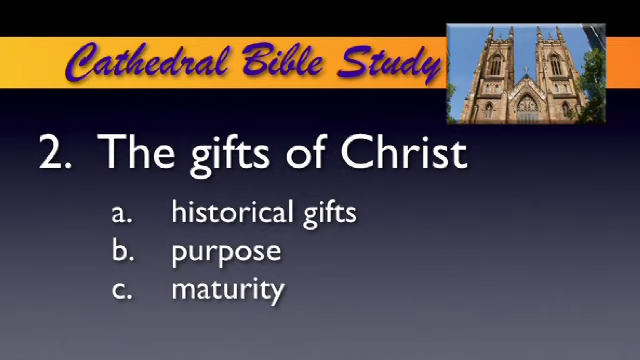 Cathedral Bible Study
2. The gifts of Christ
a. historical gifts
b. purpose
c. maturity